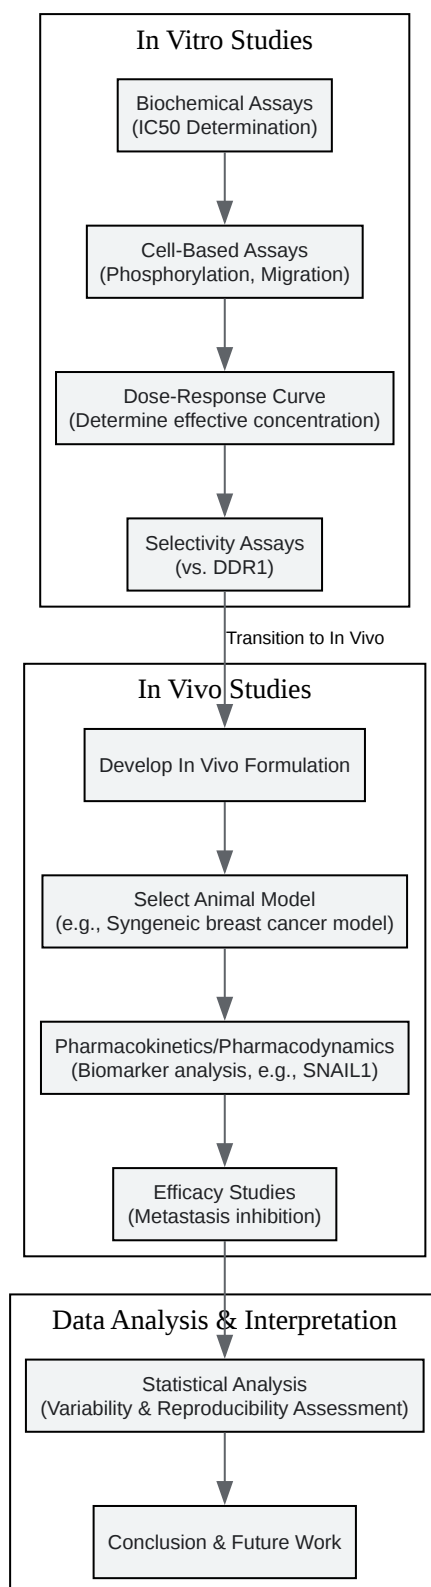 In Vitro Studies
Biochemical Assays
(IC50 Determination)
Cell-Based Assays
(Phosphorylation, Migration)
Dose-Response Curve
(Determine effective concentration)
Selectivity Assays
(vs. DDR1)
Transition to In Vivo
In Vivo Studies
Develop In Vivo Formulation
Select Animal Model
(e.g., Syngeneic breast cancer model)
Pharmacokinetics/Pharmacodynamics
(Biomarker analysis, e.g., SNAIL1)
Efficacy Studies
(Metastasis inhibition)
Data Analysis & Interpretation
Statistical Analysis
(Variability & Reproducibility Assessment)
Conclusion & Future Work